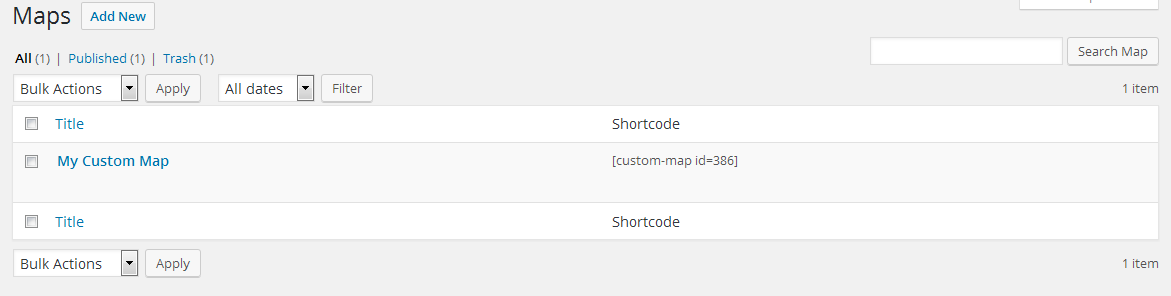 Maps Add New
All (1) | Published (1) | Trash (1)
Search Map
Bulk Actions Apply All dates Filter 1 item
Title Shortcode
My Custom Map [custom-map id=386]
Title Shortcode
Bulk Actions Apply 1 item